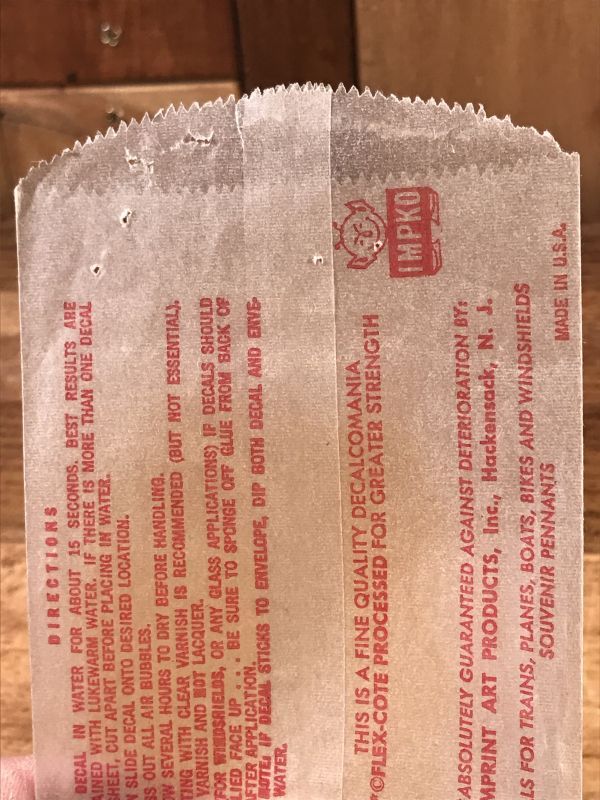 DIRECTIONS
DECAL IN WATER FOR ABOUT 15 SECONDS. BEST RESULTS ARE
AINED WITH LUKEWARM WATER. IF THERE IS MORE THAN ONE DECAL
SHEET, CUT APART BEFORE PLACING IN WATER.
N SLIDE DECAL ONTO DESIRED LOCATION.
SS OUT ALL AIR BUBBLES.
W SEVERAL HOURS TO DRY BEFORE HANDLING.
TING WITH CLEAR VARNISH IS RECOMMENDED (BUT NOT ESSENTIAL).
VARNISH AND NOT LACQUER.
(FOR WINDSHIELDS, OR ANY GLASS APPLICATIONS) IF DECALS SHOULD
LIED FACE UP . . . BE SURE TO SPONGE OFF GLUE FROM BACK OF
AFTER APPLICATION.
NOTE: IF DECAL STICKS TO ENVELOPE, DIP BOTH DECAL AND ENVE-
WATER.
IMPKO
THIS IS A FINE QUALITY DECALCOMANIA
©FLEX-COTE PROCESSED FOR GREATER STRENGTH
ABSOLUTELY GUARANTEED AGAINST DETERIORATION BY:
MPRINT ART PRODUCTS, Inc., Hackensack, N. J.
LS FOR TRAINS, PLANES, BOATS, BIKES AND WINDSHIELDS
SOUVENIR PENNANTS
MADE IN U.S.A.